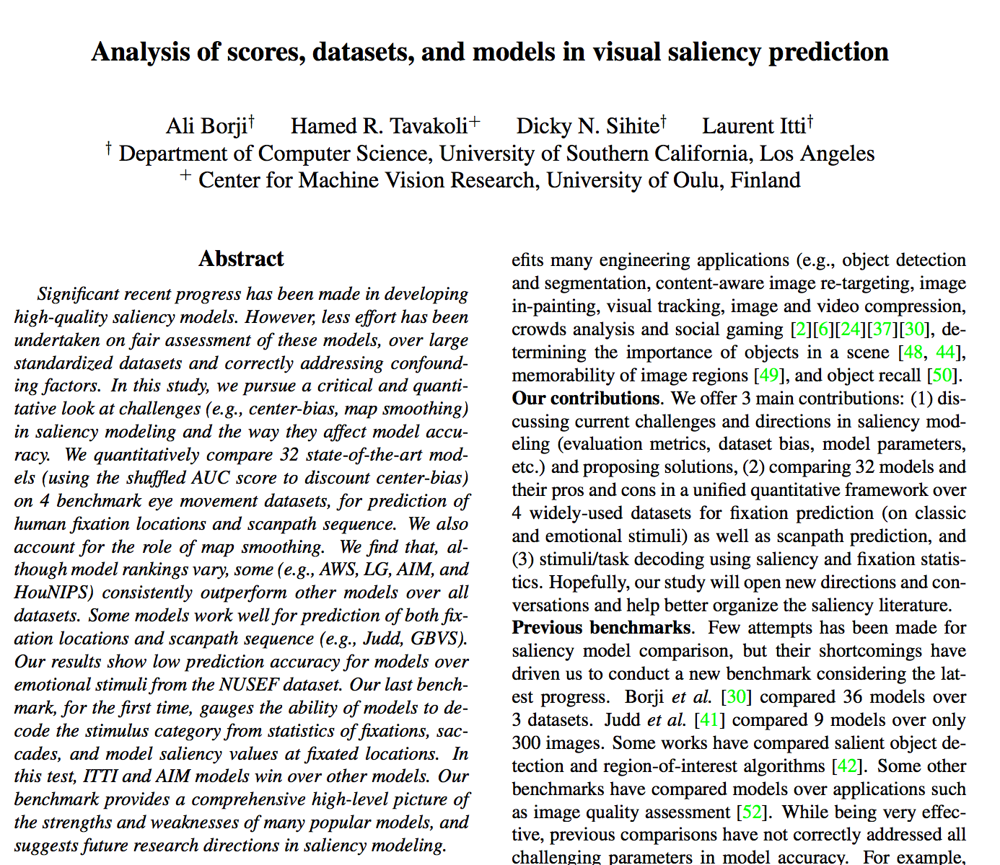 Analysis of scores, datasets, and models in visual saliency prediction
Ali Borji† Hamed R. Tavakoli+ Dicky N. Sihite† Laurent Itti†
† Department of Computer Science, University of Southern California, Los Angeles
+ Center for Machine Vision Research, University of Oulu, Finland
Abstract
Significant recent progress has been made in developing
high-quality saliency models. However, less effort has been
undertaken on fair assessment of these models, over large
standardized datasets and correctly addressing confound-
ing factors. In this study, we pursue a critical and quanti-
tative look at challenges (e.g., center-bias, map smoothing)
in saliency modeling and the way they affect model accu-
racy. We quantitatively compare 32 state-of-the-art mod-
els (using the shuffled AUC score to discount center-bias)
on 4 benchmark eye movement datasets, for prediction of
human fixation locations and scanpath sequence. We also
account for the role of map smoothing. We find that, al-
though model rankings vary, some (e.g., AWS, LG, AIM, and
HouNIPS) consistently outperform other models over all
datasets. Some models work well for prediction of both fix-
ation locations and scanpath sequence (e.g., Judd, GBVS).
Our results show low prediction accuracy for models over
emotional stimuli from the NUSEF dataset. Our last bench-
mark, for the first time, gauges the ability of models to de-
code the stimulus category from statistics of fixations, sac-
cades, and model saliency values at fixated locations. In
this test, ITTI and AIM models win over other models. Our
benchmark provides a comprehensive high-level picture of
the strengths and weaknesses of many popular models, and
suggests future research directions in saliency modeling.
efits many engineering applications (e.g., object detection
and segmentation, content-aware image re-targeting, image
in-painting, visual tracking, image and video compression,
crowds analysis and social gaming [2][6][24][37][30], de-
termining the importance of objects in a scene [48, 44],
memorability of image regions [49], and object recall [50].
Our contributions. We offer 3 main contributions: (1) dis-
cussing current challenges and directions in saliency mod-
eling (evaluation metrics, dataset bias, model parameters,
etc.) and proposing solutions, (2) comparing 32 models and
their pros and cons in a unified quantitative framework over
4 widely-used datasets for fixation prediction (on classic
and emotional stimuli) as well as scanpath prediction, and
(3) stimuli/task decoding using saliency and fixation statis-
tics. Hopefully, our study will open new directions and con-
versations and help better organize the saliency literature.
Previous benchmarks. Few attempts has been made for
saliency model comparison, but their shortcomings have
driven us to conduct a new benchmark considering the lat-
est progress. Borji et al. [30] compared 36 models over
3 datasets. Judd et al. [41] compared 9 models over only
300 images. Some works have compared salient object de-
tection and region-of-interest algorithms [42]. Some other
benchmarks have compared models over applications such
as image quality assessment [52]. While being very effec-
tive, previous comparisons have not correctly addressed all
challenging parameters in model accuracy. For example,